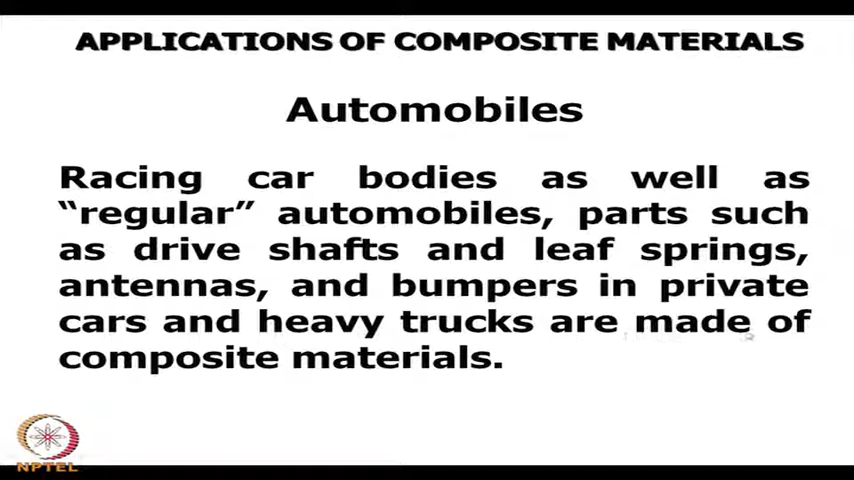 APPLICATIONS OF COMPOSITE MATERIALS
Automobiles
Racing car bodies as well as
“regular” automobiles, parts such
as drive shafts and leaf springs,
antennas, and bumpers in private
cars and heavy trucks are made of
composite materials.
NPTEL